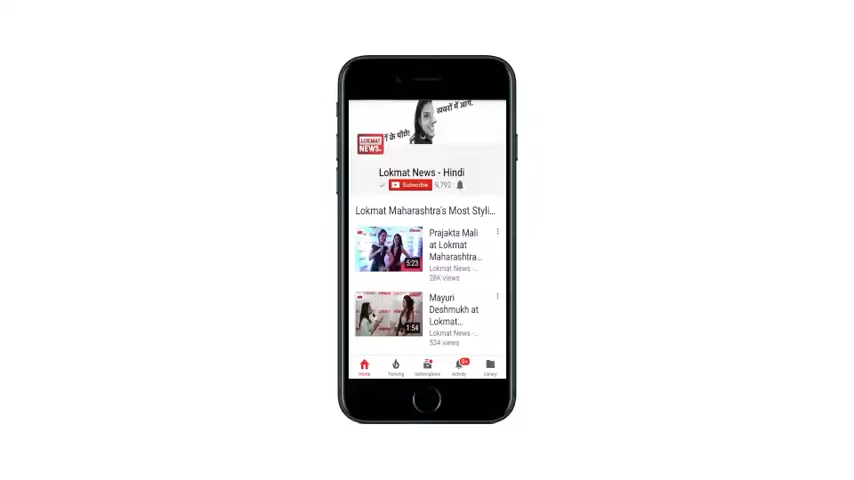 खबरों में आग,
के पीछे!
LOKMAT
NEWS
Lokmat News - Hindi
Subscribe 9,792
Lokmat Maharashtra's Most Styli...
Prajakta Mali
at Lokmat
Maharashtra...
Lokmat News -...
28K views
5:23
Mayuri
Deshmukh at
Lokmat...
Lokmat News -...
534 views
1:54
Home Trending Subscriptions Activity Library
9+